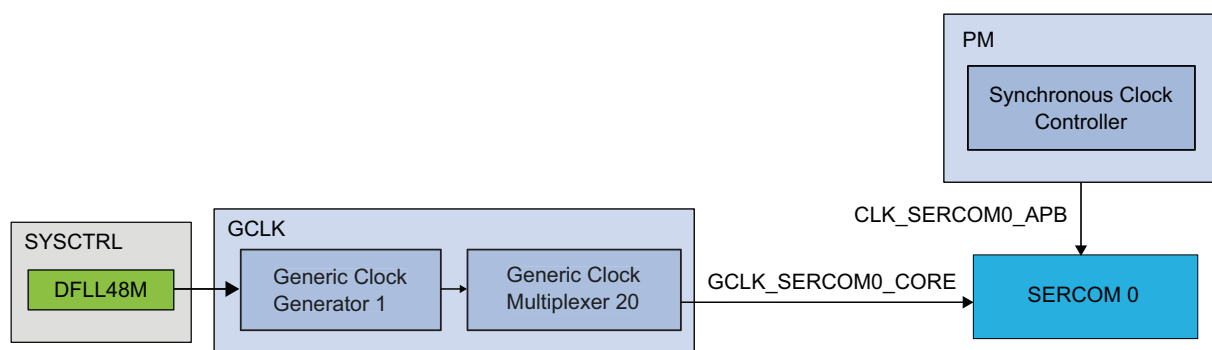 PM
Synchronous Clock
Controller
CLK_SERCOM0_APB
SYSCTRL
DFLL48M
GCLK
Generic Clock
Generator 1
Generic Clock
Multiplexer 20
GCLK_SERCOM0_CORE
SERCOM 0